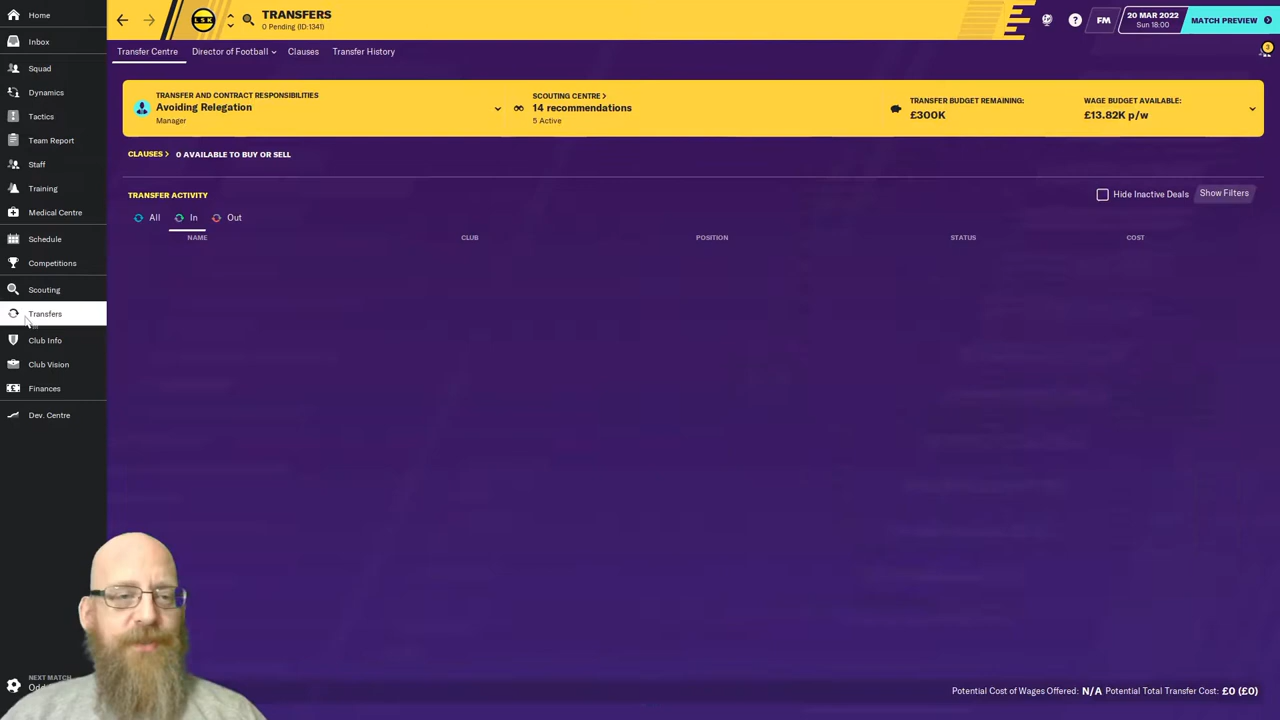 Home
LSK
TRANSFERS
0 Pending (ID:1341)
FM
20 MAR 2022
Sun 18:00
MATCH PREVIEW
Inbox
Transfer Centre
Director of Football
Clauses
Transfer History
Squad
Dynamics
Tactics
Team Report
Staff
Training
Medical Centre
Schedule
Competitions
Scouting
Transfers
Club Info
Club Vision
Finances
Dev. Centre
TRANSFER AND CONTRACT RESPONSIBILITIES
Avoiding Relegation
Manager
SCOUTING CENTRE >
14 recommendations
5 Active
TRANSFER BUDGET REMAINING:
£300K
WAGE BUDGET AVAILABLE:
£13.82K p/w
CLAUSES > 0 AVAILABLE TO BUY OR SELL
TRANSFER ACTIVITY
Hide Inactive Deals
Show Filters
All
In
Out
NAME
CLUB
POSITION
STATUS
COST
NEXT MATCH
Potential Cost of Wages Offered: N/A Potential Total Transfer Cost: £0 (£0)